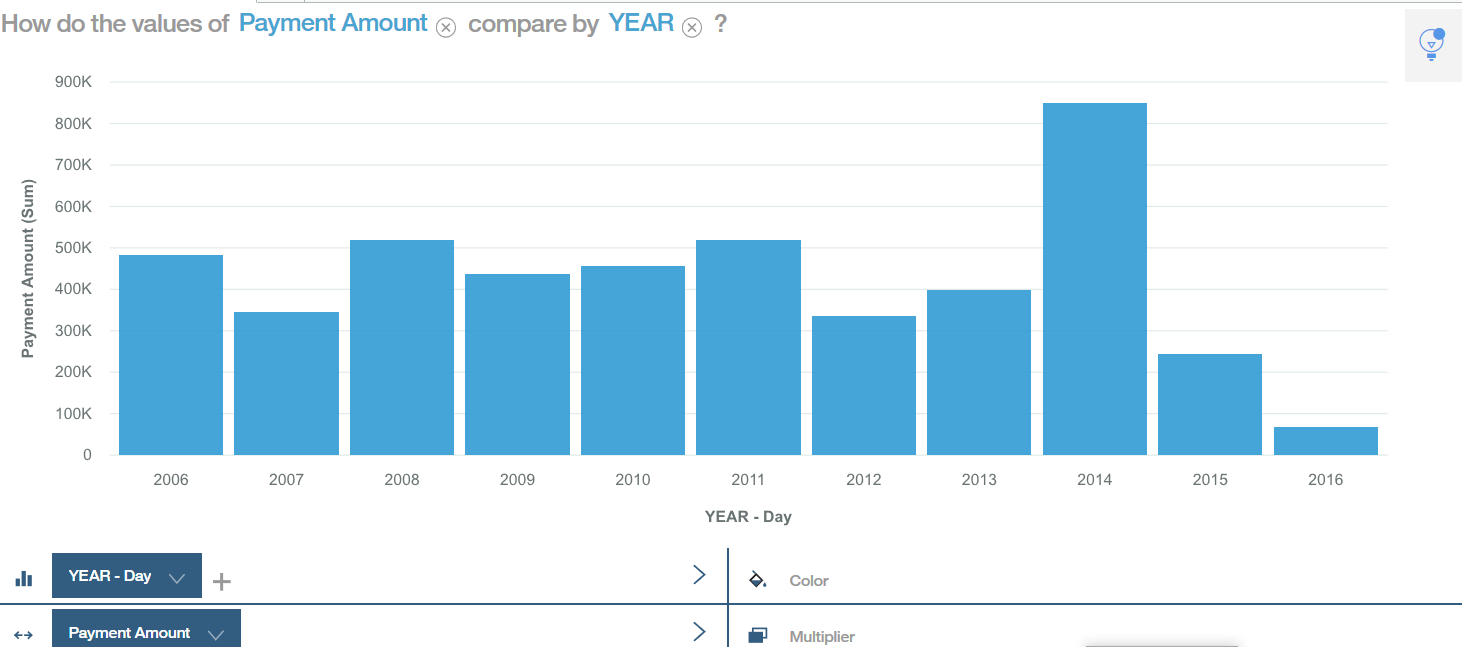 How do the values of Payment Amount compare by YEAR ?
900K
800K
700K
600K
500K
400K
300K
200K
100K
0
Payment Amount (Sum)
2006 2007 2008 2009 2010 2011 2012 2013 2014 2015 2016
YEAR - Day
YEAR - Day
Color
Payment Amount
Multiplier